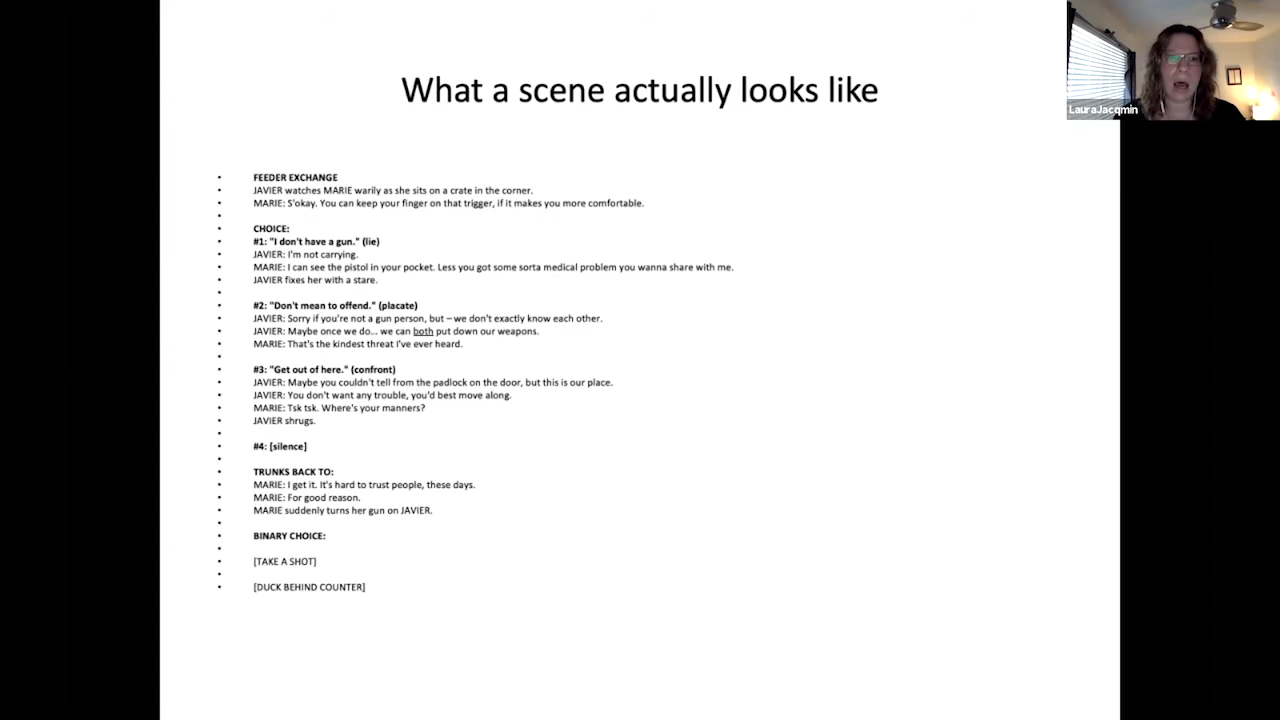 What a scene actually looks like
LauraJacqmin
• FEEDER EXCHANGE
• JAVIER watches MARIE warily as she sits on a crate in the corner.
• MARIE: S'okay. You can keep your finger on that trigger, if it makes you more comfortable.
•
• CHOICE:
• #1: "I don't have a gun." (lie)
• JAVIER: I'm not carrying.
• MARIE: I can see the pistol in your pocket. Less you got some sorta medical problem you wanna share with me.
• JAVIER fixes her with a stare.
•
• #2: "Don't mean to offend." (placate)
• JAVIER: Sorry if you're not a gun person, but – we don't exactly know each other.
• JAVIER: Maybe once we do... we can both put down our weapons.
• MARIE: That's the kindest threat I've ever heard.
•
• #3: "Get out of here." (confront)
• JAVIER: Maybe you couldn't tell from the padlock on the door, but this is our place.
• JAVIER: You don't want any trouble, you'd best move along.
• MARIE: Tsk tsk. Where's your manners?
• JAVIER shrugs.
•
• #4: [silence]
•
• TRUNKS BACK TO:
• MARIE: I get it. It's hard to trust people, these days.
• MARIE: For good reason.
• MARIE suddenly turns her gun on JAVIER.
•
• BINARY CHOICE:
•
• [TAKE A SHOT]
•
• [DUCK BEHIND COUNTER]